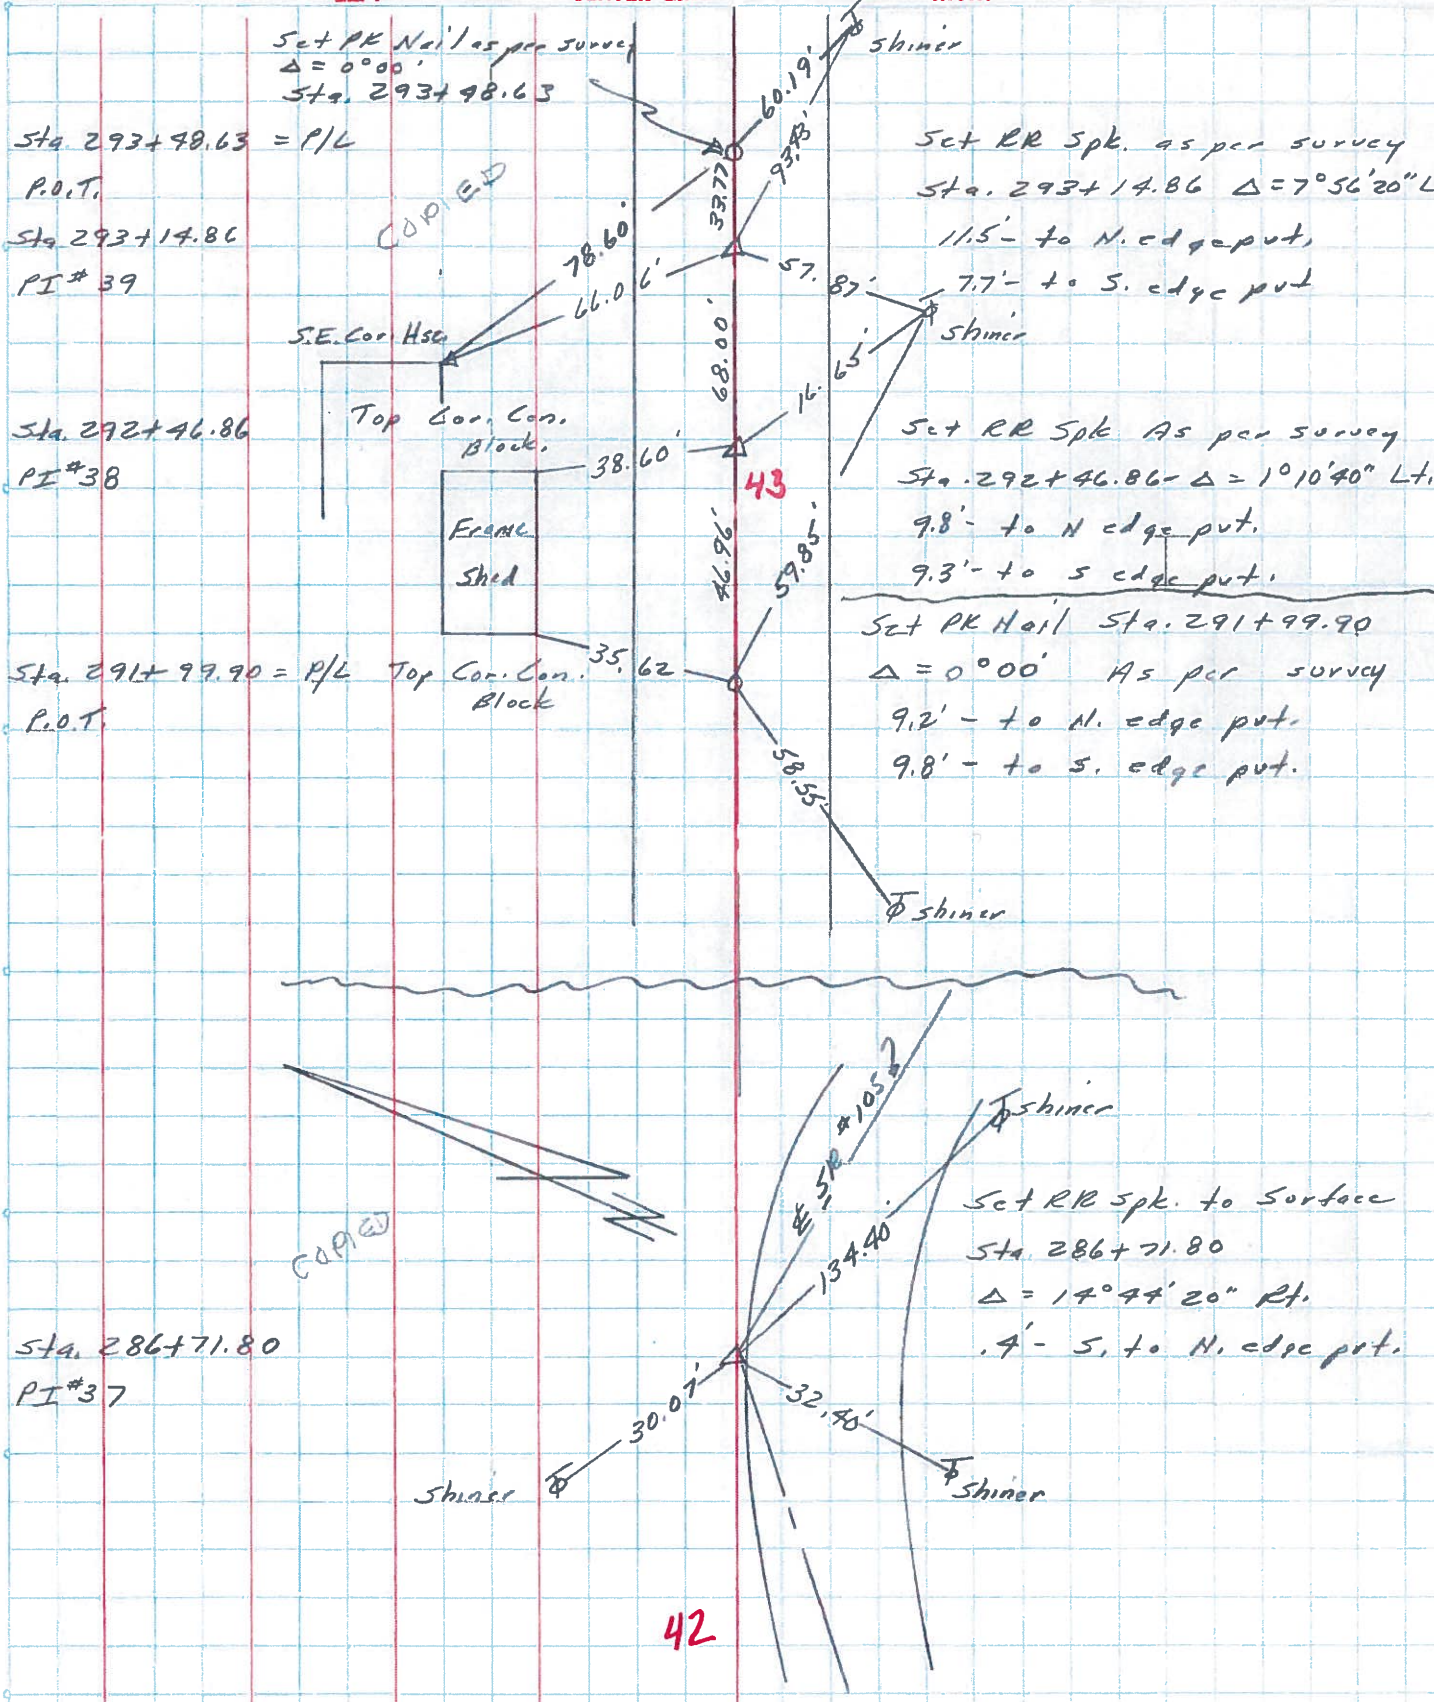 Set PK Nail as per survey
Δ = 0°00'
Sta. 293+48.63
shiner
60.19'
93.43'
33.77'
Sta. 293+48.63 = P/L
P.O.T.
Sta 293+14.86
PI # 39
COPIED
Set RR Spk. as per survey
Sta. 293+14.86 Δ = 7°56'20" L
11.5'- to N. edge pvt.
7.7'- to S. edge pvt
78.60'
66.06'
57.87'
shiner
S.E. Cor. Hse.
68.00'
16.65'
Sta. 292+46.86
PI #38
Top Cor. Con.
Block.
38.60'
43
Set RR Spk As per survey
Sta. 292+46.86 - Δ = 1°10'40" Lt.
9.8'- to N edge pvt.
9.3'- to S edge pvt.
Frame
Shed
46.96'
59.85'
Set PK Nail Sta. 291+99.90
Δ = 0°00' As per survey
9.2' - to N. edge pvt.
9.8' - to S. edge pvt.
Sta. 291+99.90 = P/L
P.O.T.
Top Cor. Con.
Block
35.62
58.55'
shiner
SR #1053
shiner
134.40'
COPIED
Set RR Spk. to Surface
Sta 286+71.80
Δ = 14°44'20" Rt.
.4'- S. to N. edge pvt.
Sta. 286+71.80
PI #37
30.07'
32.40'
Shiner
Shiner
42